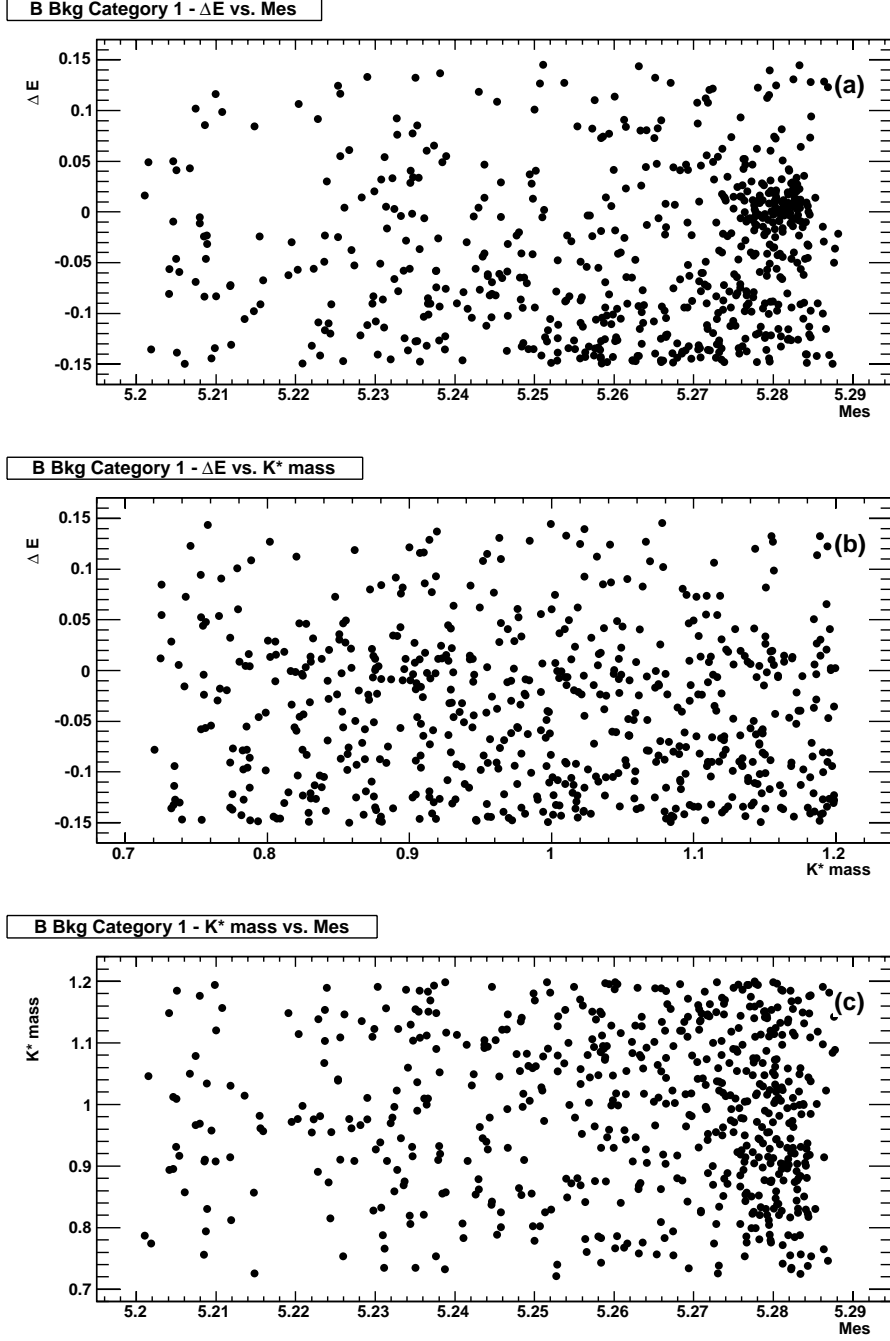 B Bkg Category 1 - ΔE vs. Mes
0.15
(a)
Δ E
0.1
0.05
0
-0.05
-0.1
-0.15
5.2 5.21 5.22 5.23 5.24 5.25 5.26 5.27 5.28 5.29
Mes
B Bkg Category 1 - ΔE vs. K* mass
0.15
(b)
Δ E
0.1
0.05
0
-0.05
-0.1
-0.15
0.7 0.8 0.9 1 1.1 1.2
K* mass
B Bkg Category 1 - K* mass vs. Mes
1.2
(c)
K* mass
1.1
1
0.9
0.8
0.7
5.2 5.21 5.22 5.23 5.24 5.25 5.26 5.27 5.28 5.29
Mes